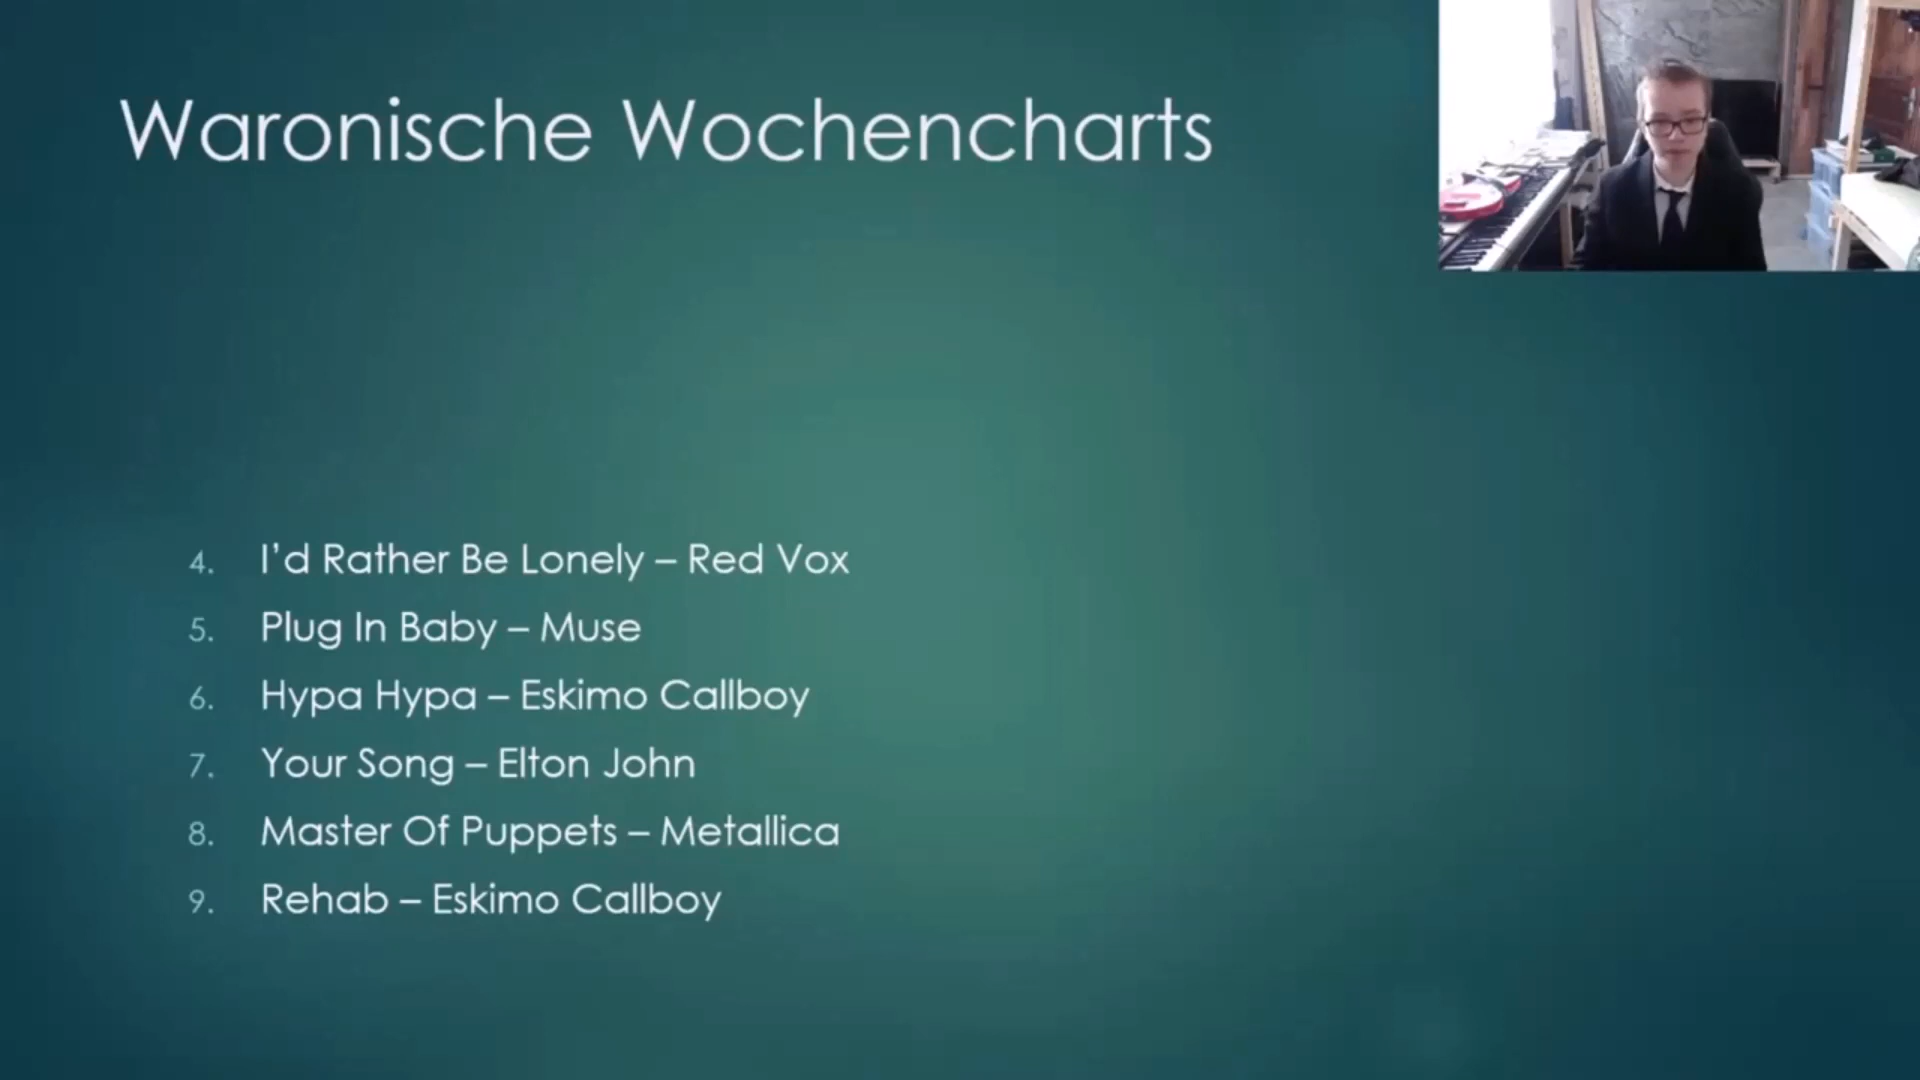 Waronische Wochencharts
4. I’d Rather Be Lonely – Red Vox
5. Plug In Baby – Muse
6. Hypa Hypa – Eskimo Callboy
7. Your Song – Elton John
8. Master Of Puppets – Metallica
9. Rehab – Eskimo Callboy